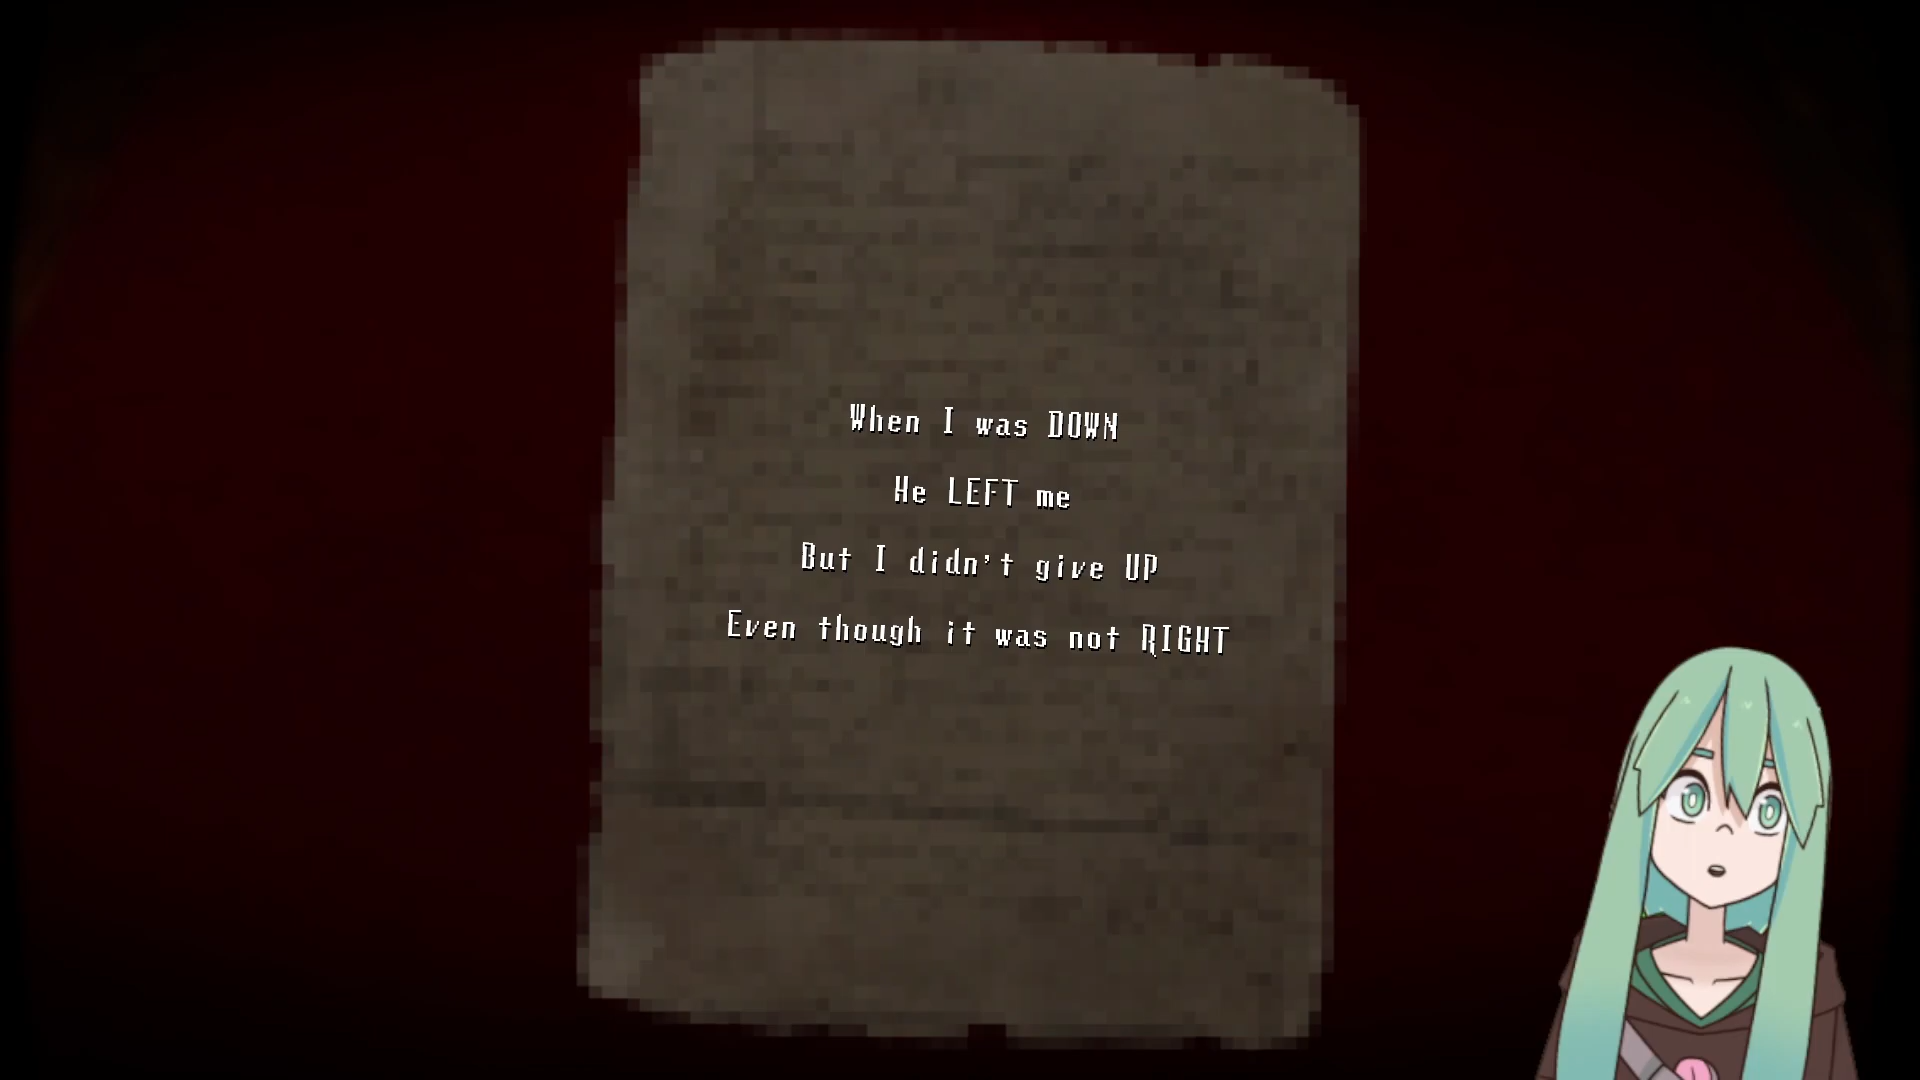 When I was DOWN
He LEFT me
But I didn't give UP
Even though it was not RIGHT